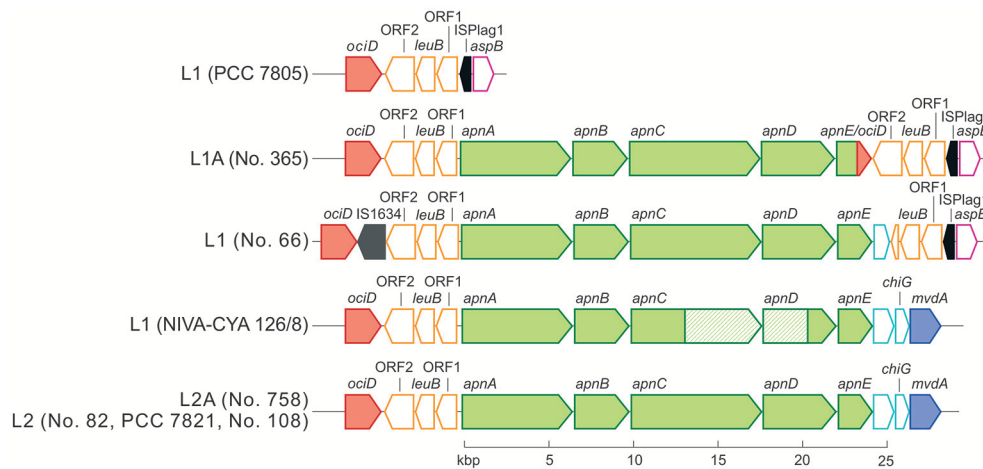 ORF1
ORF2 ISPlag1
ociD leuB aspB
L1 (PCC 7805)
ORF1
ORF2 ORF2 ISPlag
ociD leuB ORF1 apnA apnB apnC apnD apnE/ociD leuB aspB
L1A (No. 365)
ORF1
ORF2 ISPlag1
ociD IS1634 leuB ORF1 apnA apnB apnC apnD apnE leuB aspB
L1 (No. 66)
ORF2 chiG
ociD leuB ORF1 apnA apnB apnC apnD apnE mvdA
L1 (NIVA-CYA 126/8)
ORF2 chiG
ociD leuB ORF1 apnA apnB apnC apnD apnE mvdA
L2A (No. 758)
L2 (No. 82, PCC 7821, No. 108)
kbp 5 10 15 20 25